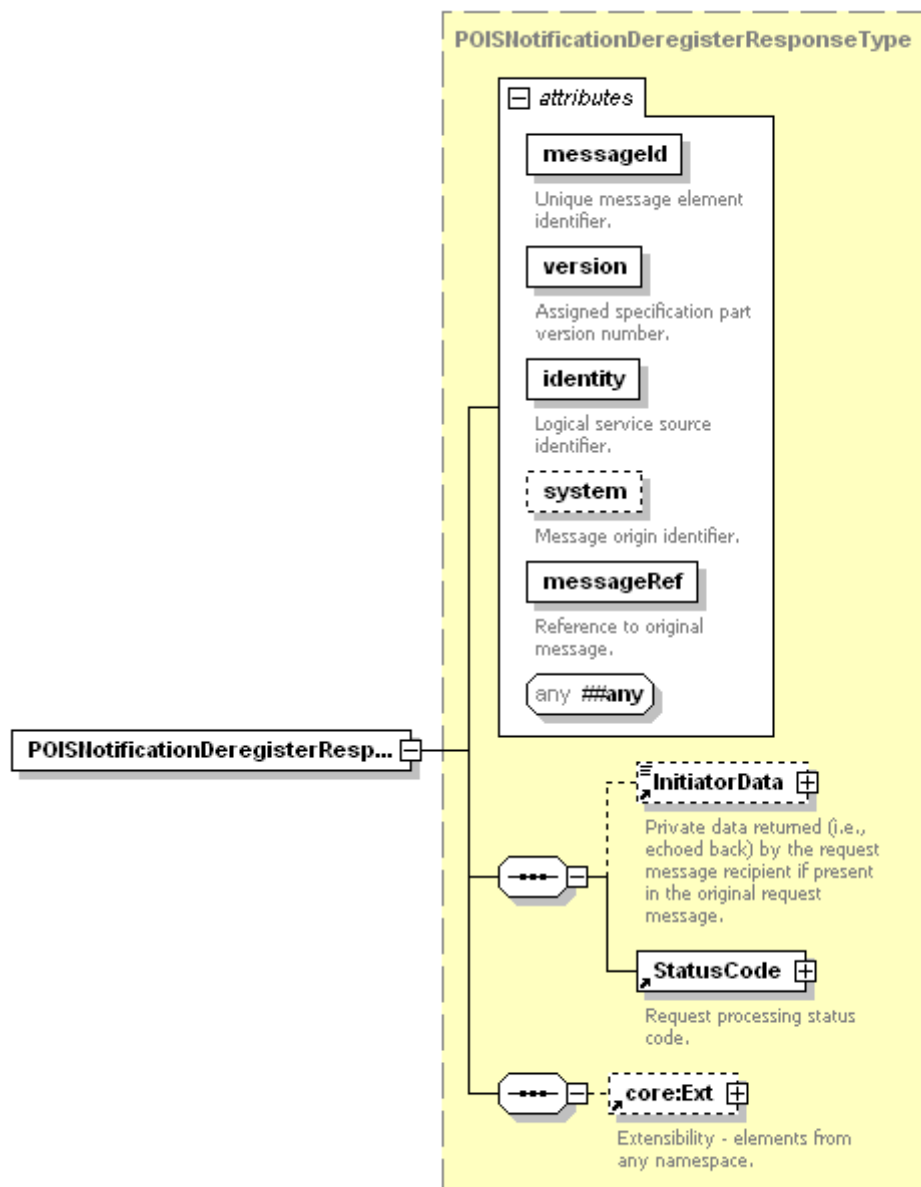 POISNotificationDeregisterResponseType
attributes
messageId
Unique message element
identifier.
version
Assigned specification part
version number.
identity
Logical service source
identifier.
system
Message origin identifier.
messageRef
Reference to original
message.
any ##any
POISNotificationDeregisterResp...
InitiatorData
Private data returned (i.e.,
echoed back) by the request
message recipient if present
in the original request
message.
StatusCode
Request processing status
code.
core:Ext
Extensibility - elements from
any namespace.